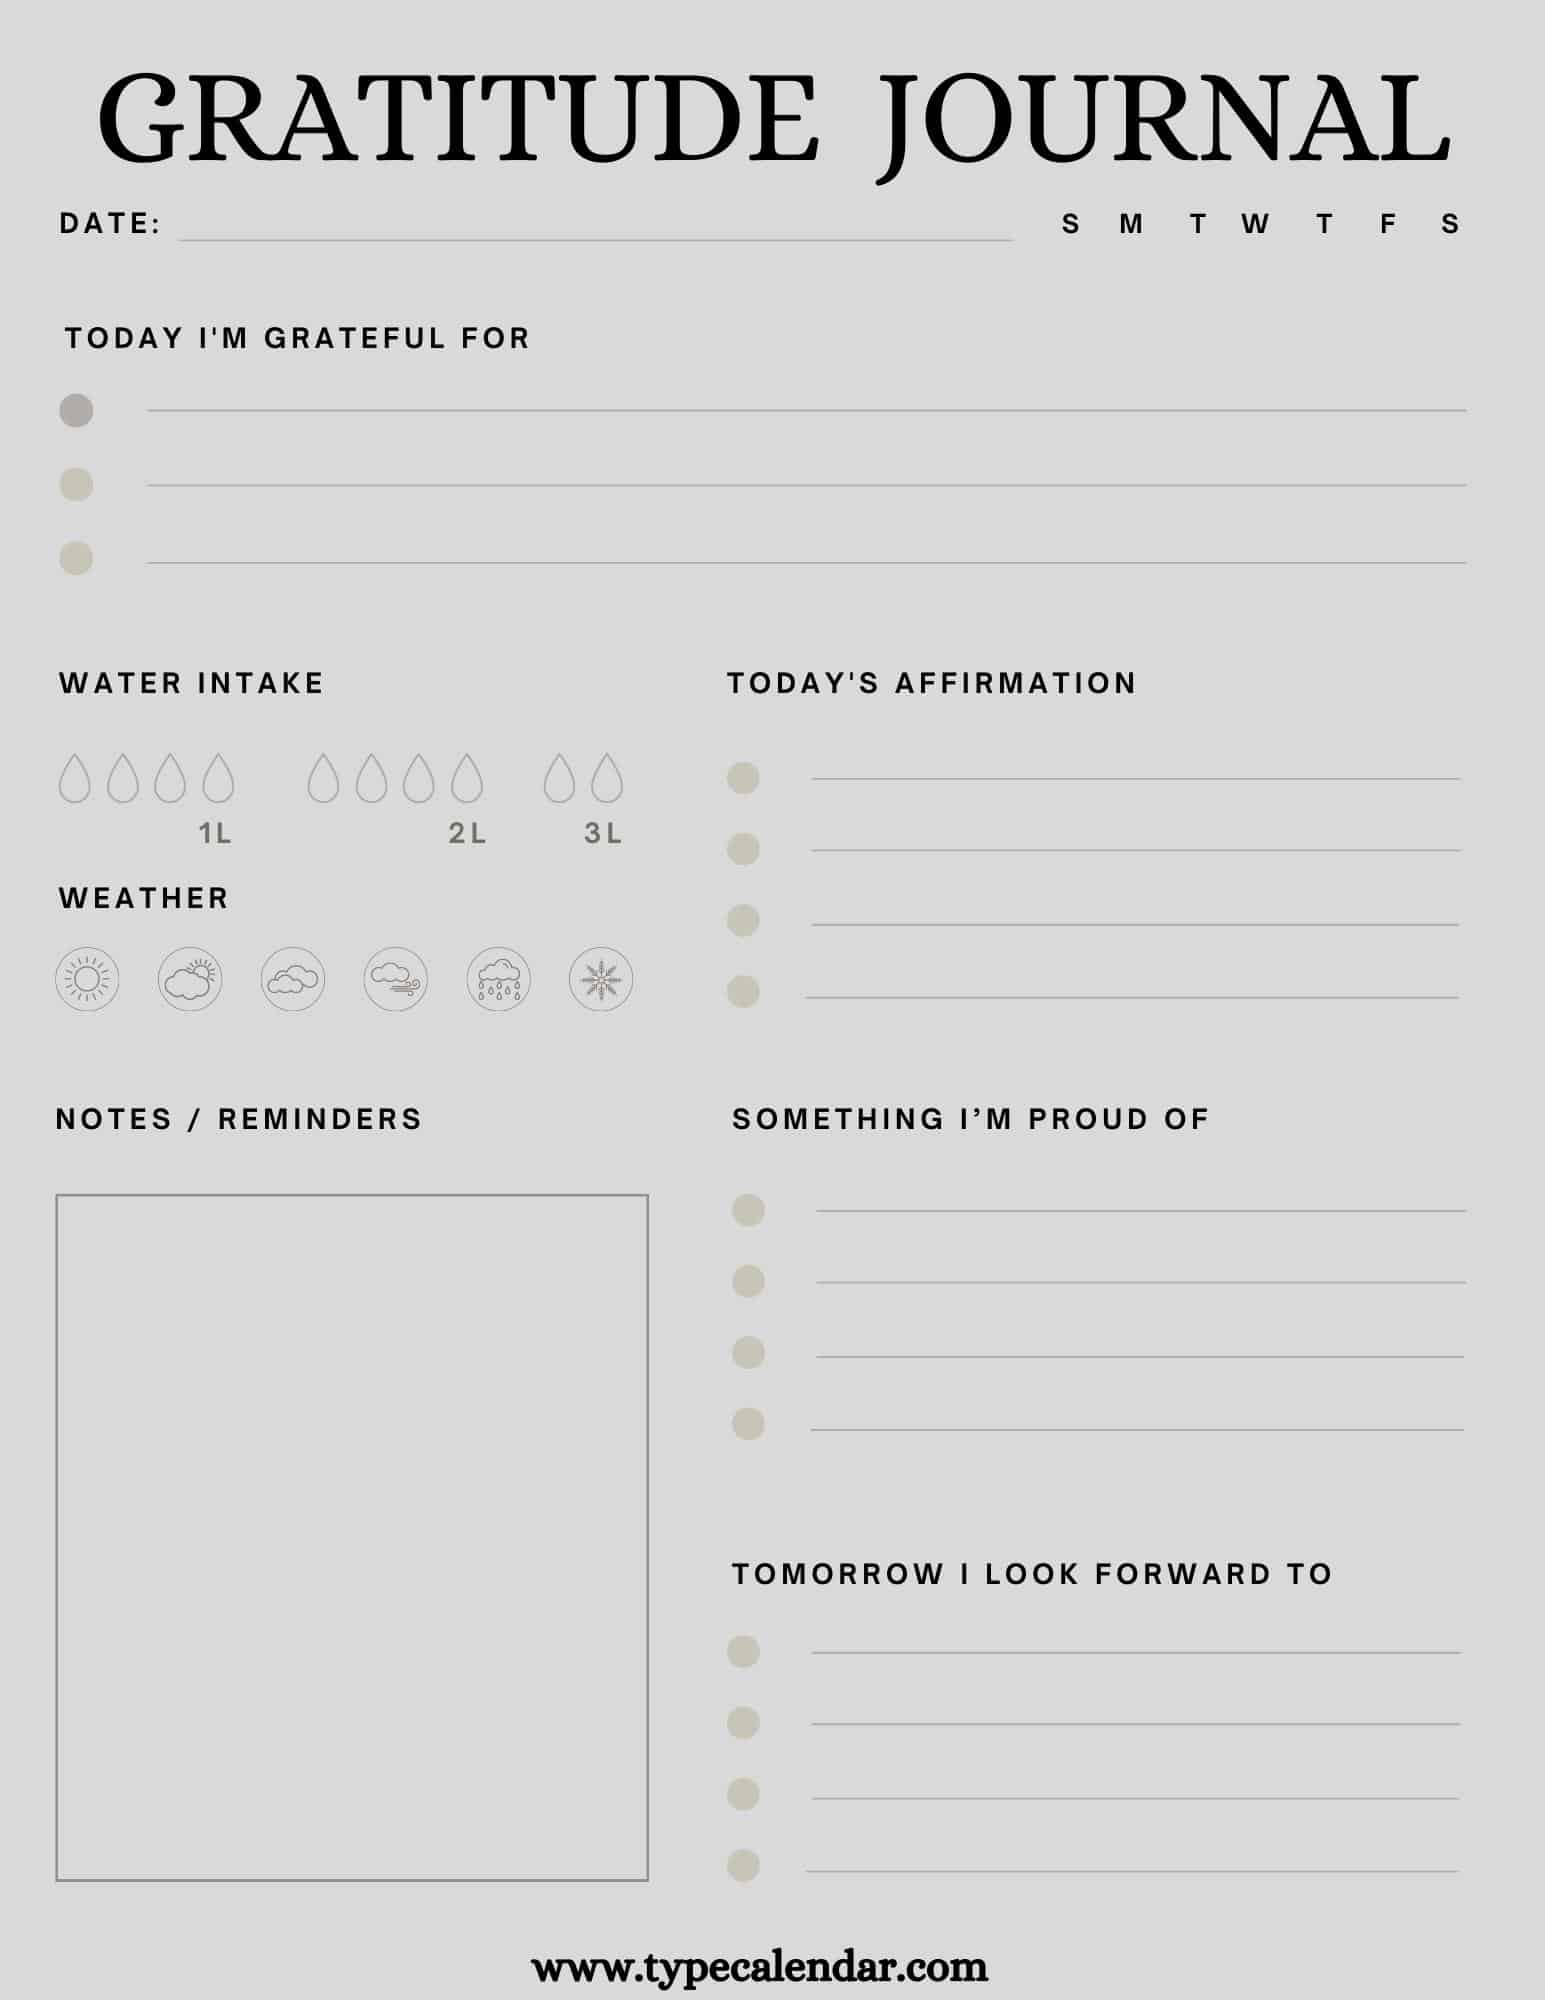 GRATITUDE JOURNAL
DATE: S M T W T F S
TODAY I'M GRATEFUL FOR
WATER INTAKE
1L 2L 3L
WEATHER
TODAY'S AFFIRMATION
NOTES / REMINDERS
SOMETHING I’M PROUD OF
TOMORROW I LOOK FORWARD TO
www.typecalendar.com